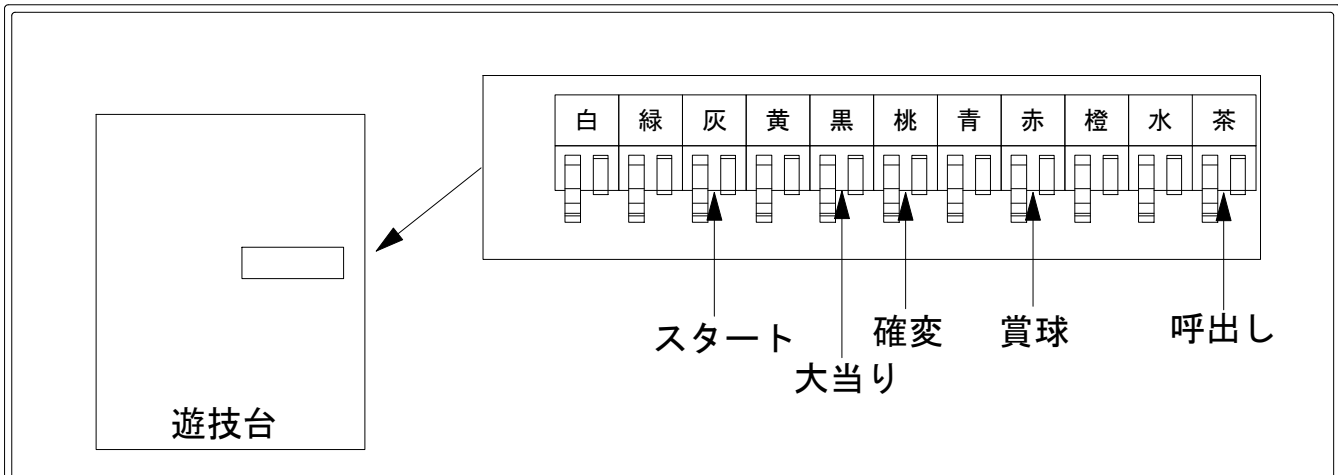 白 緑 灰 黄 黒 桃 青 赤 橙 水 茶
スタート
大当り
確変
賞球
呼出し
遊技台